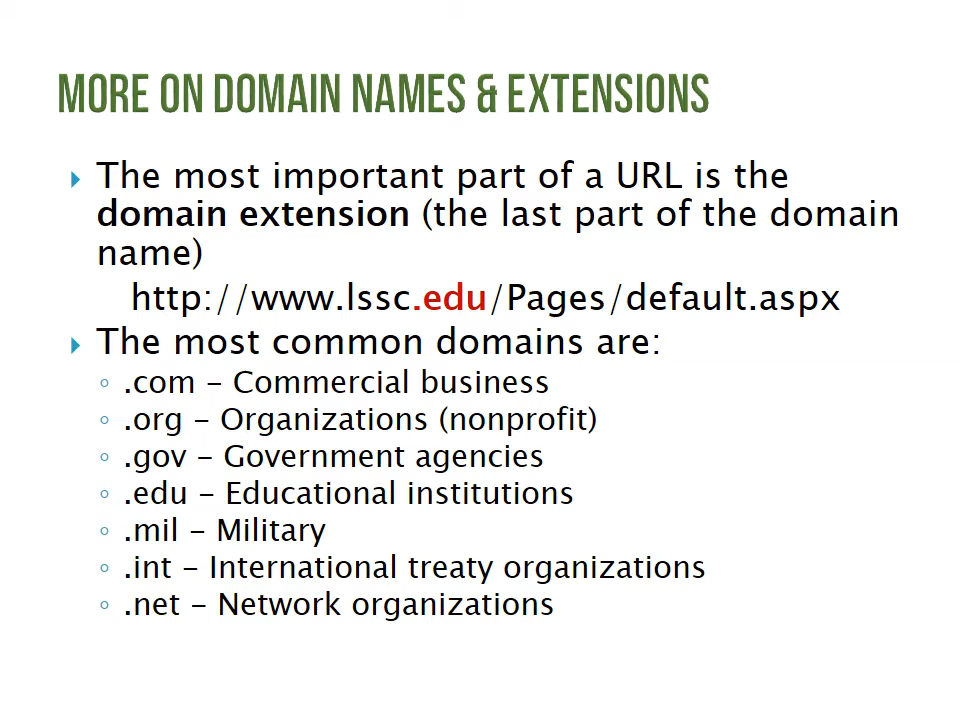 MORE ON DOMAIN NAMES & EXTENSIONS
The most important part of a URL is the
domain extension (the last part of the domain
name)
http://www.lssc.edu/Pages/default.aspx
The most common domains are:
.com – Commercial business
.org – Organizations (nonprofit)
.gov – Government agencies
.edu – Educational institutions
.mil – Military
.int – International treaty organizations
.net – Network organizations